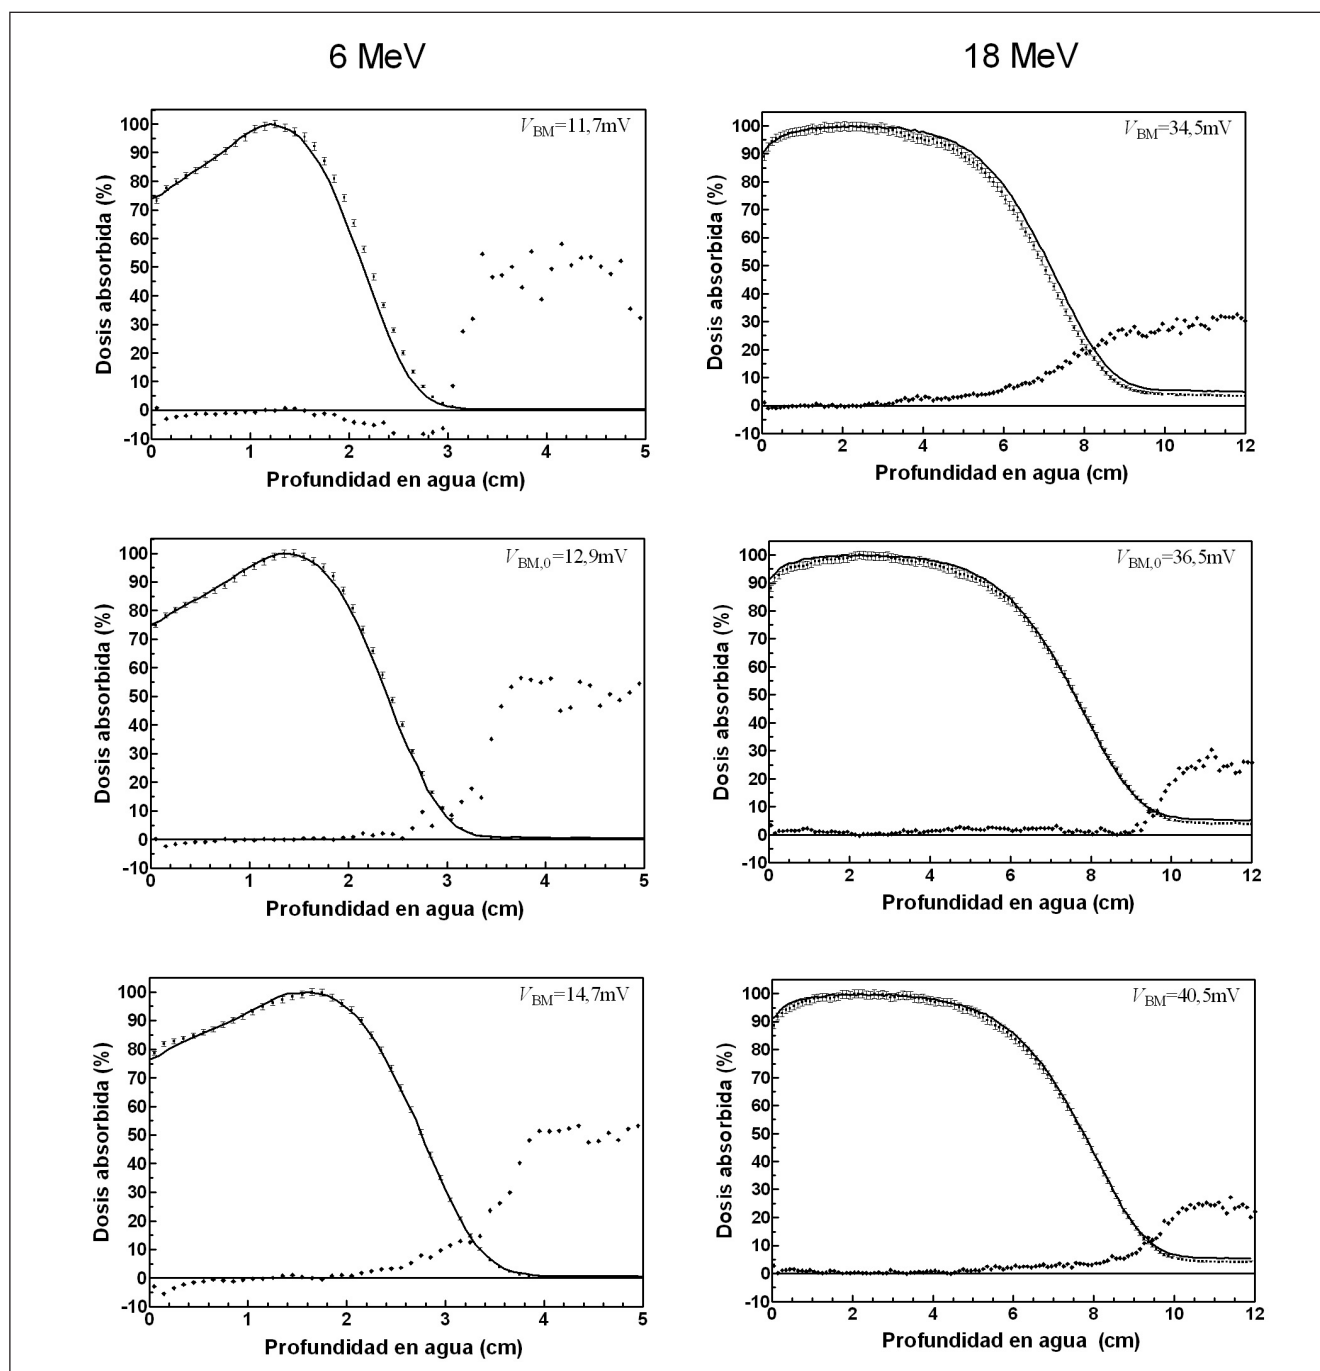 6 MeV
18 MeV
V_BM=11,7mV
Dosis absorbida (%)
100
90
80
70
60
50
40
30
20
10
0
-10
0 1 2 3 4 5
Profundidad en agua (cm)
V_BM=34,5mV
Dosis absorbida (%)
100
90
80
70
60
50
40
30
20
10
0
-10
0 2 4 6 8 10 12
Profundidad en agua (cm)
V_BM,0=12,9mV
Dosis absorbida (%)
100
90
80
70
60
50
40
30
20
10
0
-10
0 1 2 3 4 5
Profundidad en agua (cm)
V_BM,0=36,5mV
Dosis absorbida (%)
100
90
80
70
60
50
40
30
20
10
0
-10
0 2 4 6 8 10 12
Profundidad en agua (cm)
V_BM=14,7mV
Dosis absorbida (%)
100
90
80
70
60
50
40
30
20
10
0
-10
0 1 2 3 4 5
Profundidad en agua (cm)
V_BM=40,5mV
Dosis absorbida (%)
100
90
80
70
60
50
40
30
20
10
0
-10
0 2 4 6 8 10 12
Profundidad en agua (cm)